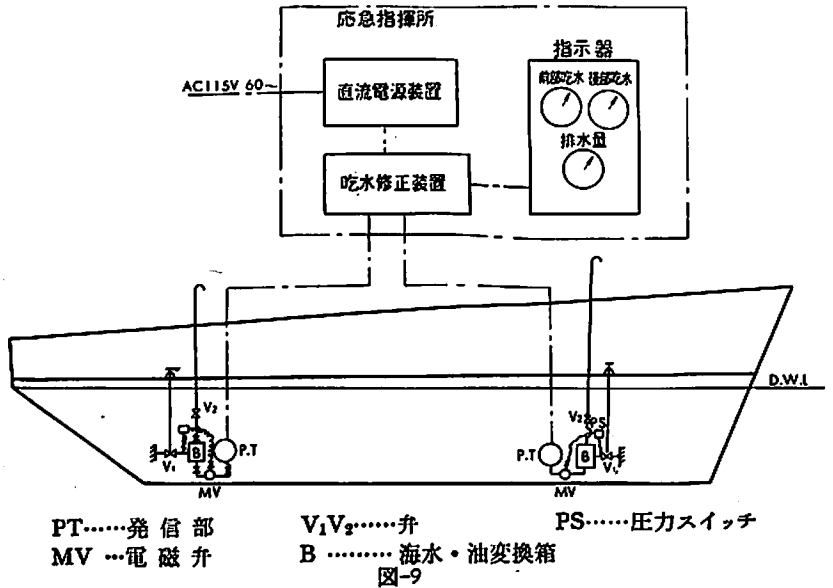 応急指揮所
指示器
AC115V 60~
直流電源装置
前部吃水 後部吃水
排水量
吃水修正装置
D.W.L
V2
V2
PS
P.T
P.T
B
B
V1
V1
MV
MV
PT……発信部 V1V2……弁 PS……圧力スイッチ
MV…電磁弁 B………海水・油変換箱
図-9